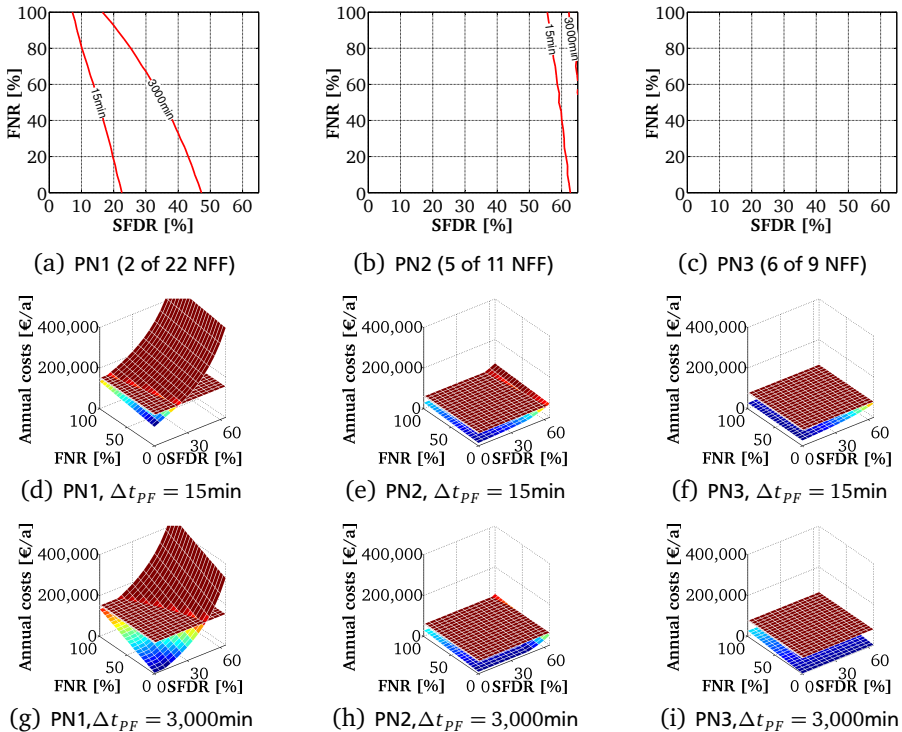 100
80
60
40
20
0
FNR [%]
15min
3000min
0 10 20 30 40 50 60
SFDR [%]
(a) PN1 (2 of 22 NFF)
100
80
60
40
20
0
FNR [%]
15min
3000min
0 10 20 30 40 50 60
SFDR [%]
(b) PN2 (5 of 11 NFF)
100
80
60
40
20
0
FNR [%]
0 10 20 30 40 50 60
SFDR [%]
(c) PN3 (6 of 9 NFF)
Annual costs [€/a]
400,000
200,000
0
100
50
0
FNR [%]
0
30
60
SFDR [%]
(d) PN1, Δt_PF = 15min
Annual costs [€/a]
400,000
200,000
0
100
50
0
FNR [%]
0
30
60
SFDR [%]
(e) PN2, Δt_PF = 15min
Annual costs [€/a]
400,000
200,000
0
100
50
0
FNR [%]
0
30
60
SFDR [%]
(f) PN3, Δt_PF = 15min
Annual costs [€/a]
400,000
200,000
0
100
50
0
FNR [%]
0
30
60
SFDR [%]
(g) PN1,Δt_PF = 3,000min
Annual costs [€/a]
400,000
200,000
0
100
50
0
FNR [%]
0
30
60
SFDR [%]
(h) PN2,Δt_PF = 3,000min
Annual costs [€/a]
400,000
200,000
0
100
50
0
FNR [%]
0
30
60
SFDR [%]
(i) PN3,Δt_PF = 3,000min